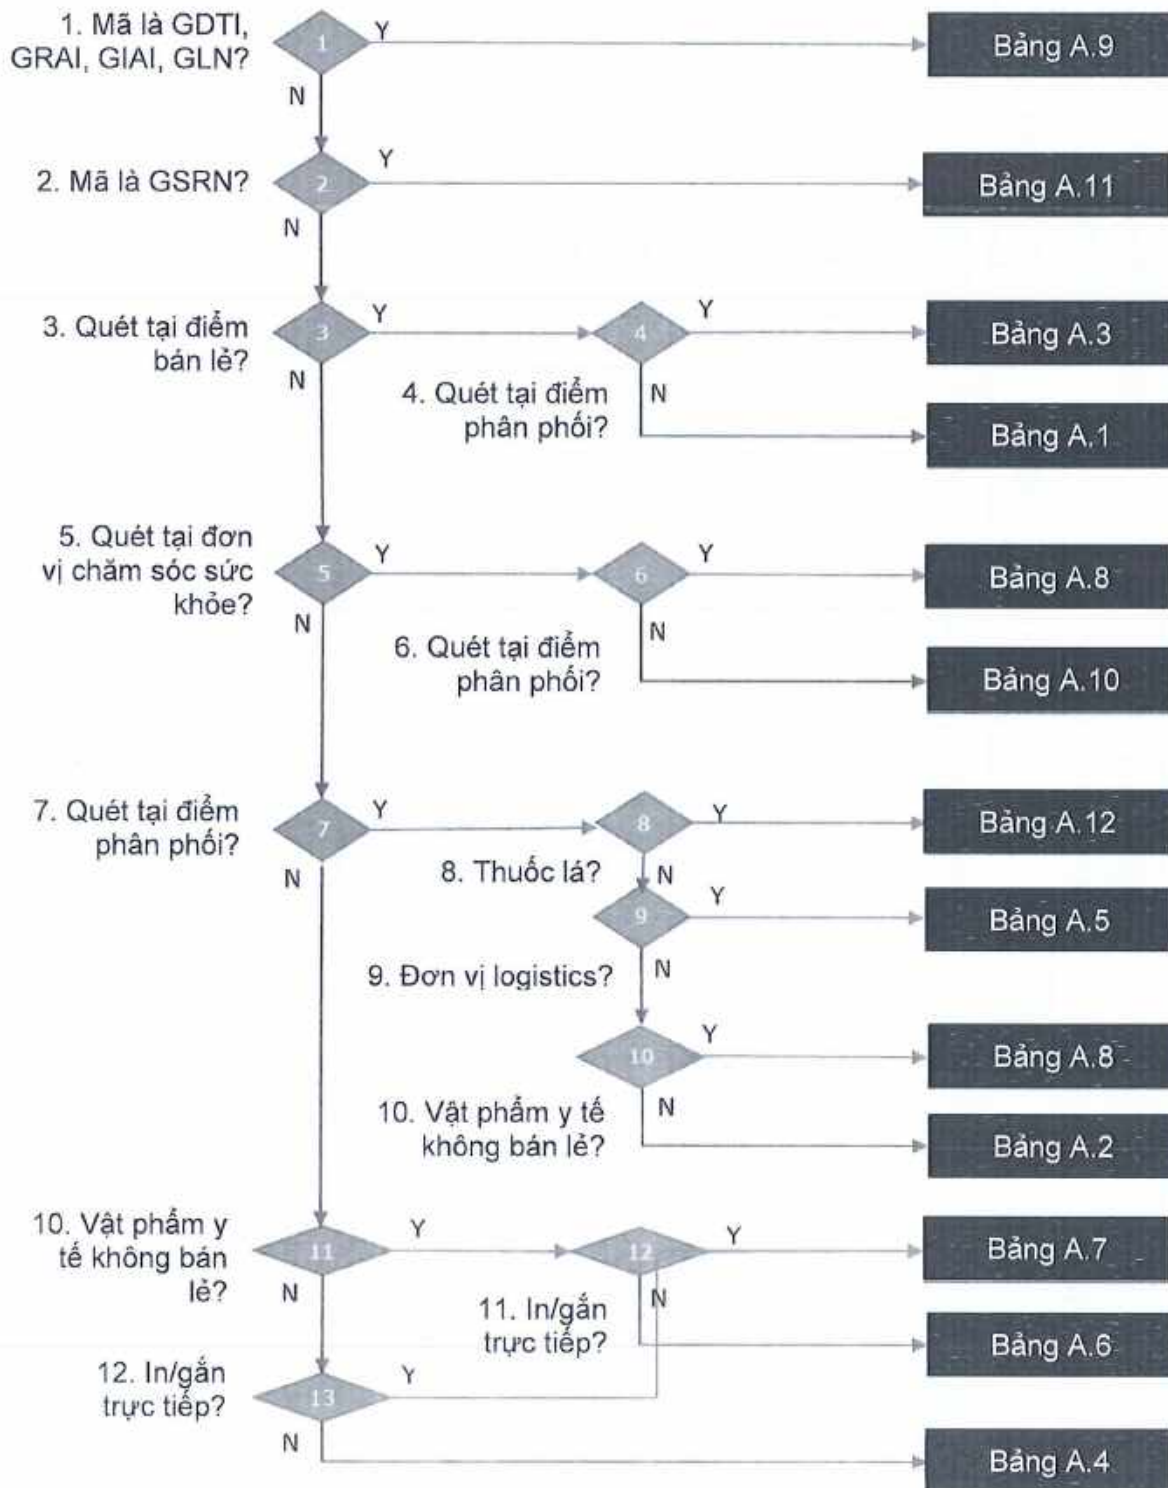 1. Mã là GDTI,
GRAI, GIAI, GLN?
1
Y
Bảng A.9
N
2. Mã là GSRN?
2
Y
Bảng A.11
N
3. Quét tại điểm
bán lẻ?
3
Y
4
Y
Bảng A.3
N
4. Quét tại điểm
phân phối?
N
Bảng A.1
5. Quét tại đơn
vị chăm sóc sức
khỏe?
5
Y
6
Y
Bảng A.8
N
6. Quét tại điểm
phân phối?
N
Bảng A.10
7. Quét tại điểm
phân phối?
7
Y
8
Y
Bảng A.12
N
8. Thuốc lá?
N
9
Y
Bảng A.5
9. Đơn vị logistics?
N
10
Y
Bảng A.8
10. Vật phẩm y tế
không bán lẻ?
N
Bảng A.2
10. Vật phẩm y
tế không bán
lẻ?
11
Y
12
Y
Bảng A.7
N
11. In/gắn
trực tiếp?
N
Bảng A.6
12. In/gắn
trực tiếp?
13
Y
N
Bảng A.4